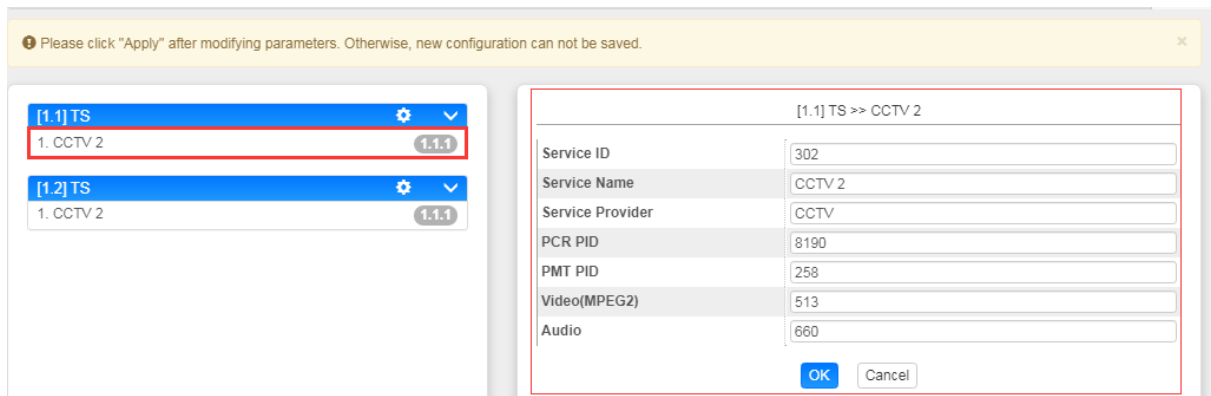 Please click "Apply" after modifying parameters. Otherwise, new configuration can not be saved.
×
[1.1] TS
1. CCTV 2 1.1.1
[1.2] TS
1. CCTV 2 1.1.1
[1.1] TS >> CCTV 2
Service ID 302
Service Name CCTV 2
Service Provider CCTV
PCR PID 8190
PMT PID 258
Video(MPEG2) 513
Audio 660
OK Cancel